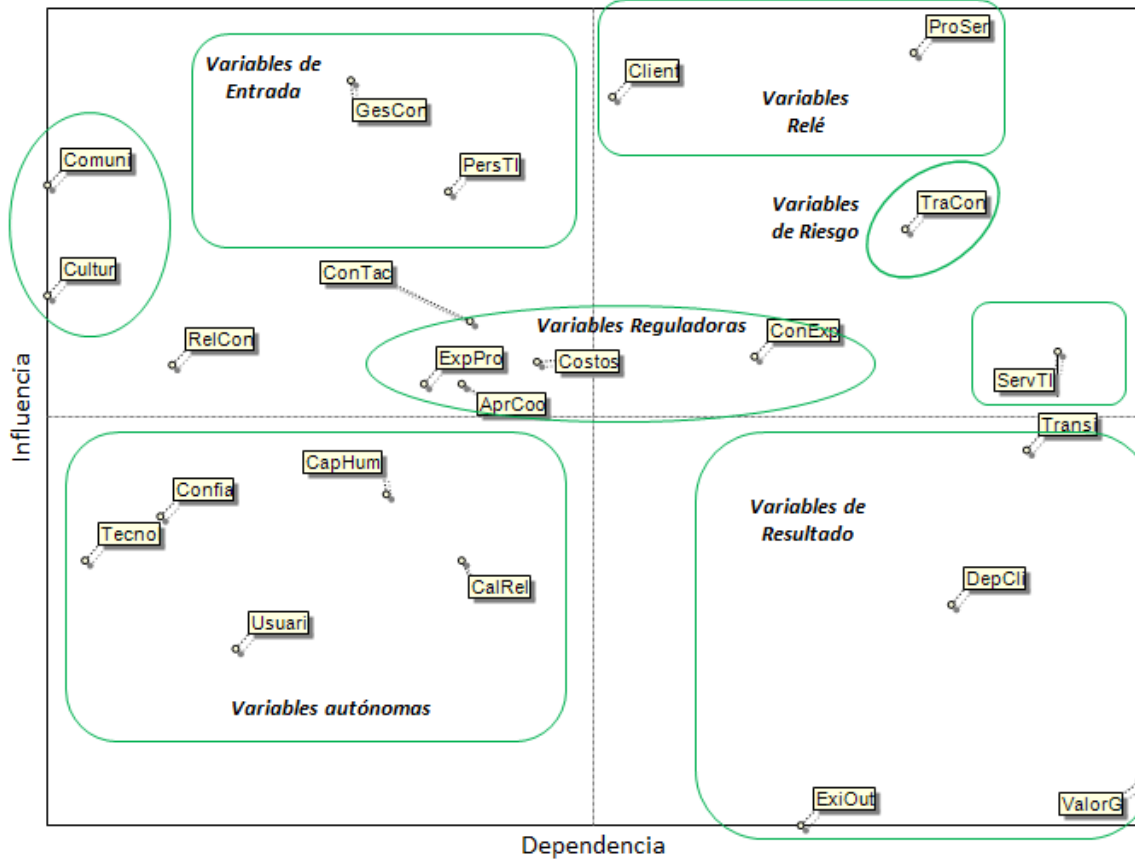 ProSer
Variables de
Entrada
Client
GesCon
Variables
Relé
Comuni
PersTI
TraCon
Variables
de Riesgo
Cultur
ConTac
RelCon
Variables Reguladoras
ConExp
ExpPro
Costos
ServTI
AprCoo
Influencia
Transi
CapHum
Confia
Variables de
Resultado
Tecno
DepCli
CalRel
Usuari
Variables autónomas
ExiOut
ValorG
Dependencia